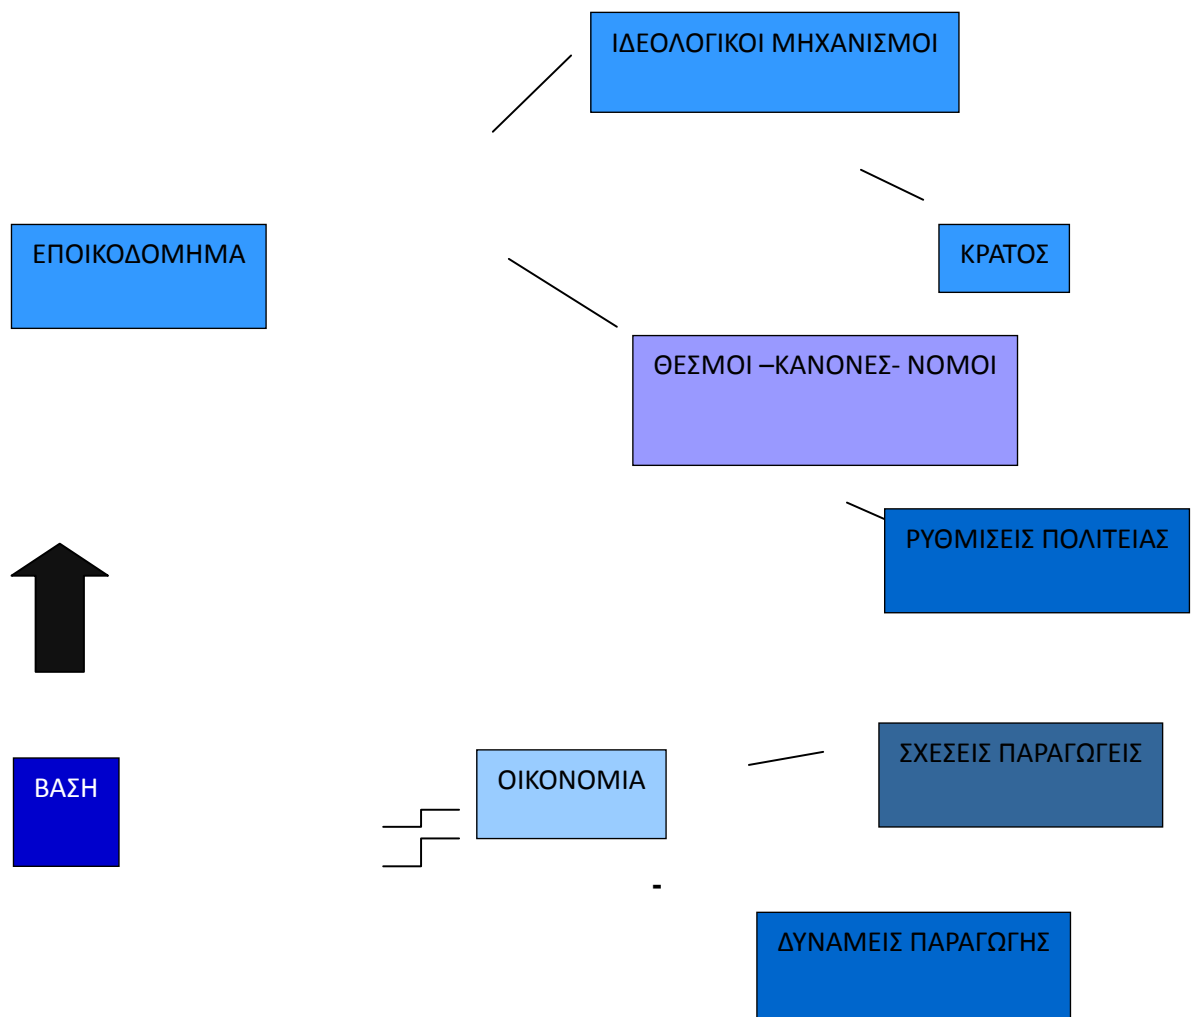 ΙΔΕΟΛΟΓΙΚΟΙ ΜΗΧΑΝΙΣΜΟΙ
ΕΠΟΙΚΟΔΟΜΗΜΑ
ΚΡΑΤΟΣ
ΘΕΣΜΟΙ –ΚΑΝΟΝΕΣ- ΝΟΜΟΙ
ΡΥΘΜΙΣΕΙΣ ΠΟΛΙΤΕΙΑΣ
ΣΧΕΣΕΙΣ ΠΑΡΑΓΩΓΕΙΣ
ΟΙΚΟΝΟΜΙΑ
ΒΑΣΗ
-
ΔΥΝΑΜΕΙΣ ΠΑΡΑΓΩΓΗΣ